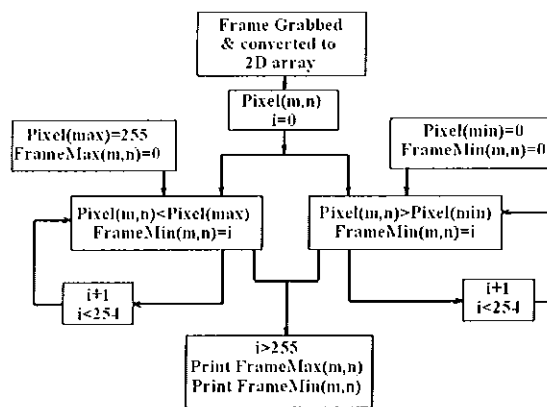 Frame Grabbed
& converted to
2D array
Pixel(m,n)
i=0
Pixel(max)=255
FrameMax(m,n)=0
Pixel(min)=0
FrameMin(m,n)=0
Pixel(m,n)<Pixel(max)
FrameMin(m,n)=i
Pixel(m,n)>Pixel(min)
FrameMin(m,n)=i
i+1
i<254
i+1
i<254
i>255
Print FrameMax(m,n)
Print FrameMin(m,n)